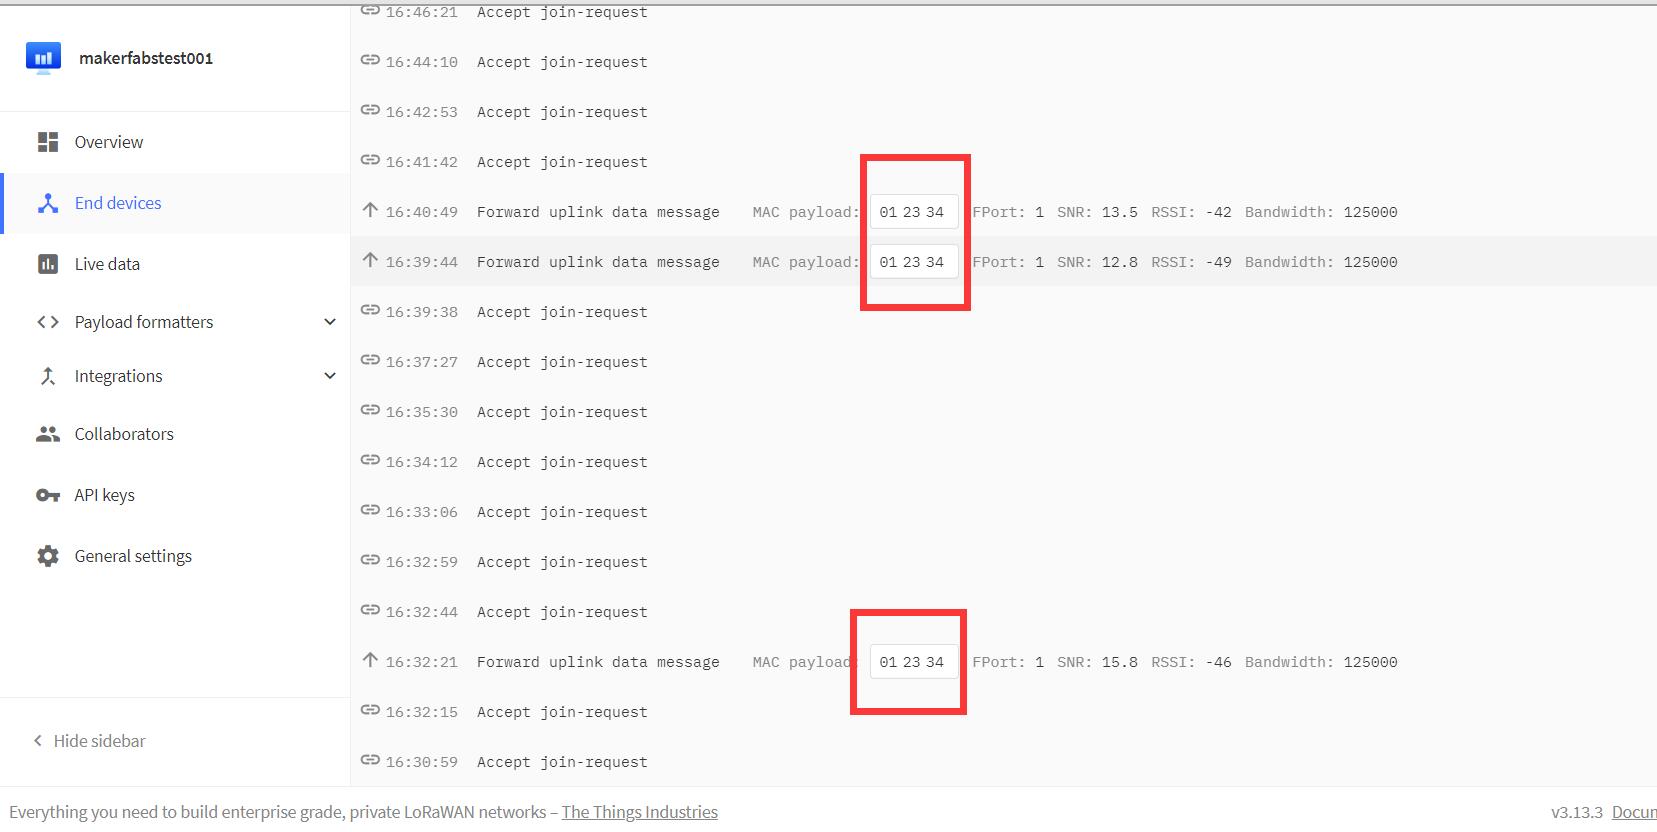 makerfabstest001
Overview
End devices
Live data
Payload formatters
Integrations
Collaborators
API keys
General settings
Hide sidebar
16:46:21 Accept join-request
16:44:10 Accept join-request
16:42:53 Accept join-request
16:41:42 Accept join-request
16:40:49 Forward uplink data message MAC payload: 01 23 34 FPort: 1 SNR: 13.5 RSSI: -42 Bandwidth: 125000
16:39:44 Forward uplink data message MAC payload: 01 23 34 FPort: 1 SNR: 12.8 RSSI: -49 Bandwidth: 125000
16:39:38 Accept join-request
16:37:27 Accept join-request
16:35:30 Accept join-request
16:34:12 Accept join-request
16:33:06 Accept join-request
16:32:59 Accept join-request
16:32:44 Accept join-request
16:32:21 Forward uplink data message MAC payload: 01 23 34 FPort: 1 SNR: 15.8 RSSI: -46 Bandwidth: 125000
16:32:15 Accept join-request
16:30:59 Accept join-request
Everything you need to build enterprise grade, private LoRaWAN networks – The Things Industries
v3.13.3 Docum